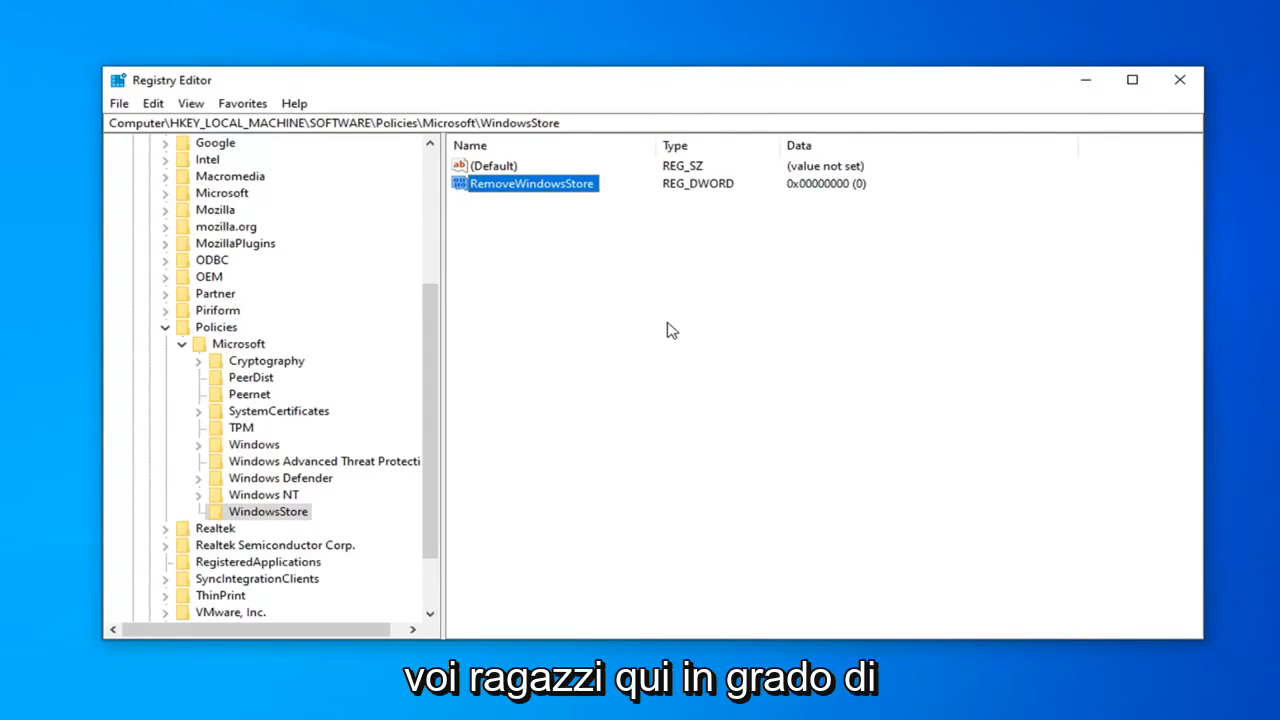 Registry Editor
File Edit View Favorites Help
Computer\HKEY_LOCAL_MACHINE\SOFTWARE\Policies\Microsoft\WindowsStore
Google
Intel
Macromedia
Microsoft
Mozilla
mozilla.org
MozillaPlugins
ODBC
OEM
Partner
Piriform
Policies
Microsoft
Cryptography
PeerDist
Peernet
SystemCertificates
TPM
Windows
Windows Advanced Threat Protecti
Windows Defender
Windows NT
WindowsStore
Realtek
Realtek Semiconductor Corp.
RegisteredApplications
SyncIntegrationClients
ThinPrint
VMware, Inc.
Name Type Data
(Default) REG_SZ (value not set)
RemoveWindowsStore REG_DWORD 0x00000000 (0)
voi ragazzi qui in grado di